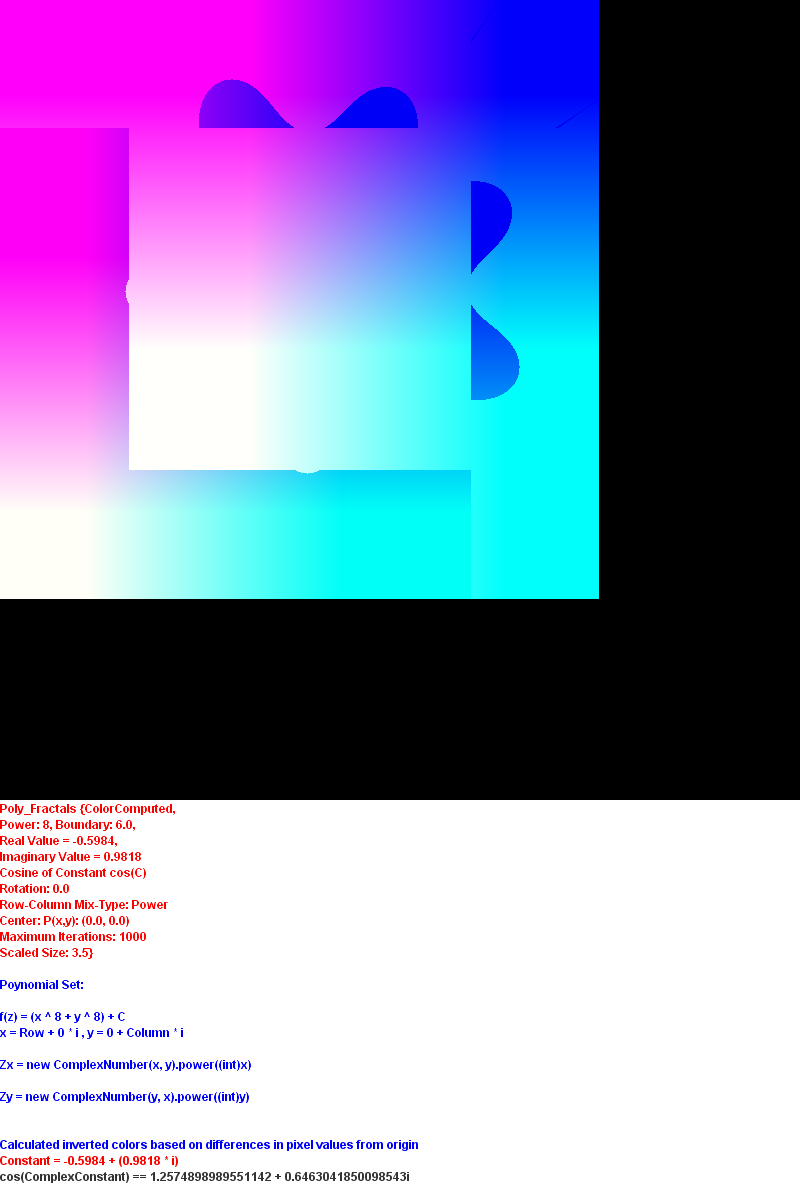 Poly_Fractals {ColorComputed,
Power: 8, Boundary: 6.0,
Real Value = -0.5984,
Imaginary Value = 0.9818
Cosine of Constant cos(C)
Rotation: 0.0
Row-Column Mix-Type: Power
Center: P(x,y): (0.0, 0.0)
Maximum Iterations: 1000
Scaled Size: 3.5}
Poynomial Set:
f(z) = (x ^ 8 + y ^ 8) + C
x = Row + 0 * i , y = 0 + Column * i
Zx = new ComplexNumber(x, y).power((int)x)
Zy = new ComplexNumber(y, x).power((int)y)
Calculated inverted colors based on differences in pixel values from origin
Constant = -0.5984 + (0.9818 * i)
cos(ComplexConstant) == 1.2574898989551142 + 0.6463041850098543i